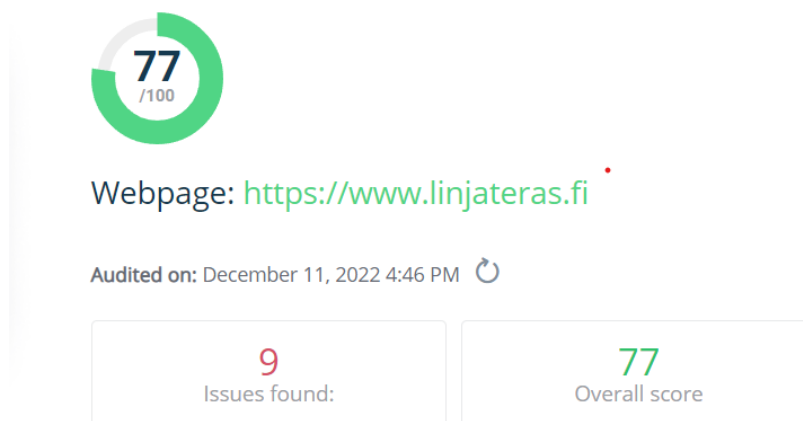 77
/100
Webpage: https://www.linjateras.fi
Audited on: December 11, 2022 4:46 PM
9
Issues found:
77
Overall score